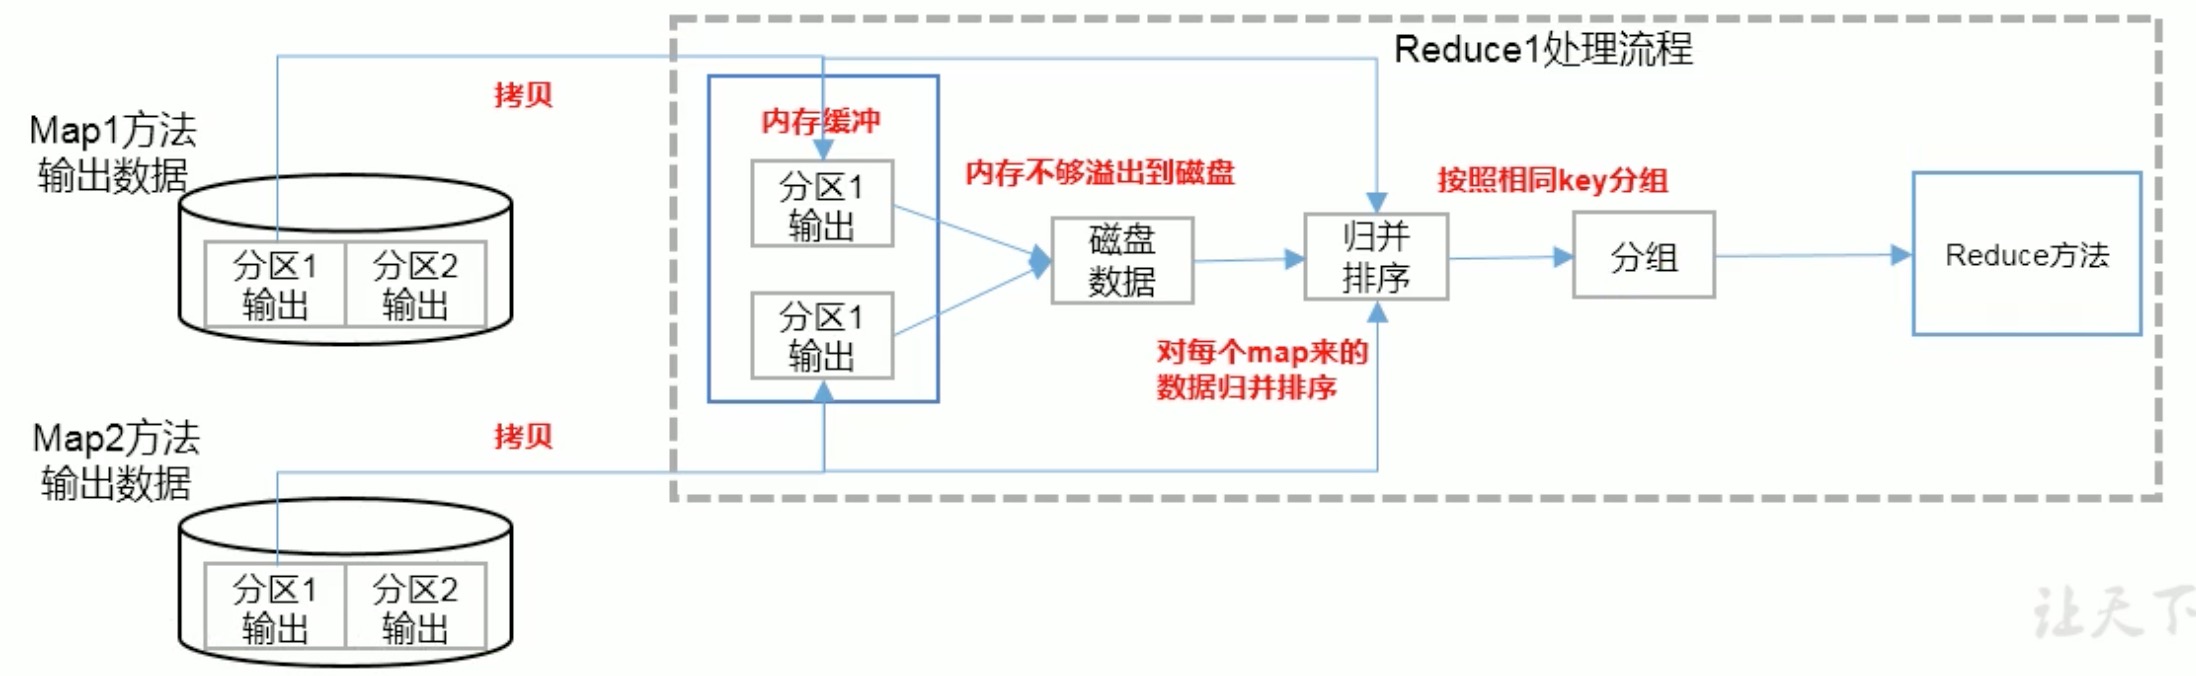 Reduce1处理流程
拷贝
Map1方法
输出数据
内存缓冲
分区1
输出
内存不够溢出到磁盘
按照相同key分组
分区1
输出
分区2
输出
磁盘
数据
归并
排序
分组
Reduce方法
分区1
输出
对每个map来的
数据归并排序
Map2方法
输出数据
拷贝
分区1
输出
分区2
输出
让天下